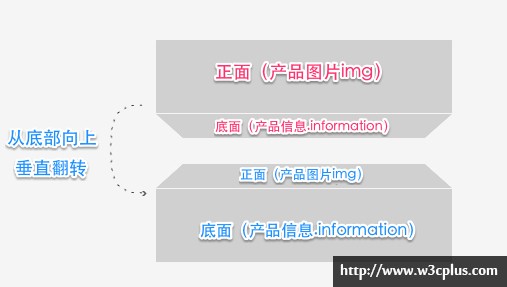 正面（产品图片img）
底面（产品信息.information）
从底部向上
垂直翻转
正面（产品图片img）
底面（产品信息.information）
http://www.w3cplus.com